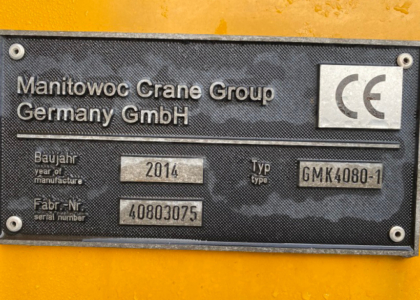 Manitowoc Crane Group
Germany GmbH
CE
Baujahr
year of
manufacture
2014
Typ
type
GMK4080-1
Fabr.-Nr.
serial number
40803075